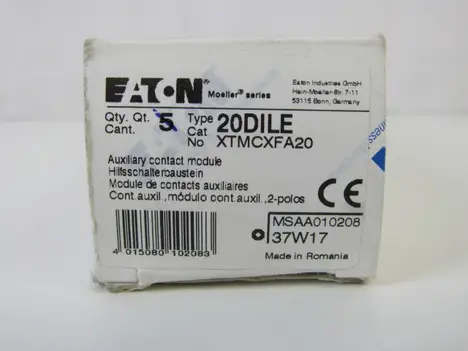 EATON Moeller® series
Eaton Industries GmbH
Hein-Moeller-Str. 7-11
53115 Bonn, Germany
Qty. Qt. 5 Type 20DILE
Cant. Cat
No XTMCXFA20
Auxiliary contact module
Hilfsschalterbaustein
Module de contacts auxiliaires
Cont.auxil., módulo cont.auxil.,2-polos
CE
MSAA010208
37W17
4 015080 102083
Made in Romania